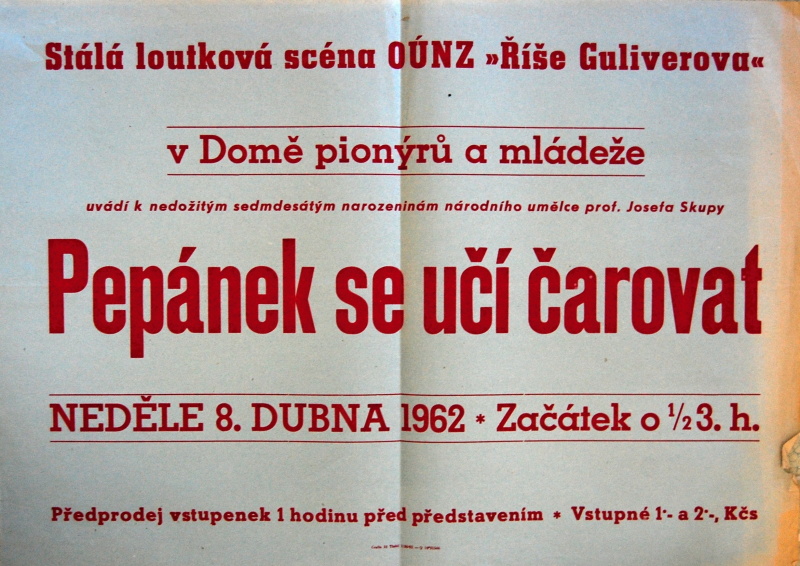 Stálá loutková scéna OÚNZ »Říše Guliverova«
v Domě pionýrů a mládeže
uvádí k nedožitým sedmdesátým narozeninám národního umělce prof. Josefa Skupy
Pepánek se učí čarovat
NEDĚLE 8. DUBNA 1962 * Začátek o ½3. h.
Předprodej vstupenek 1 hodinu před představením * Vstupné 1·- a 2·-, Kčs